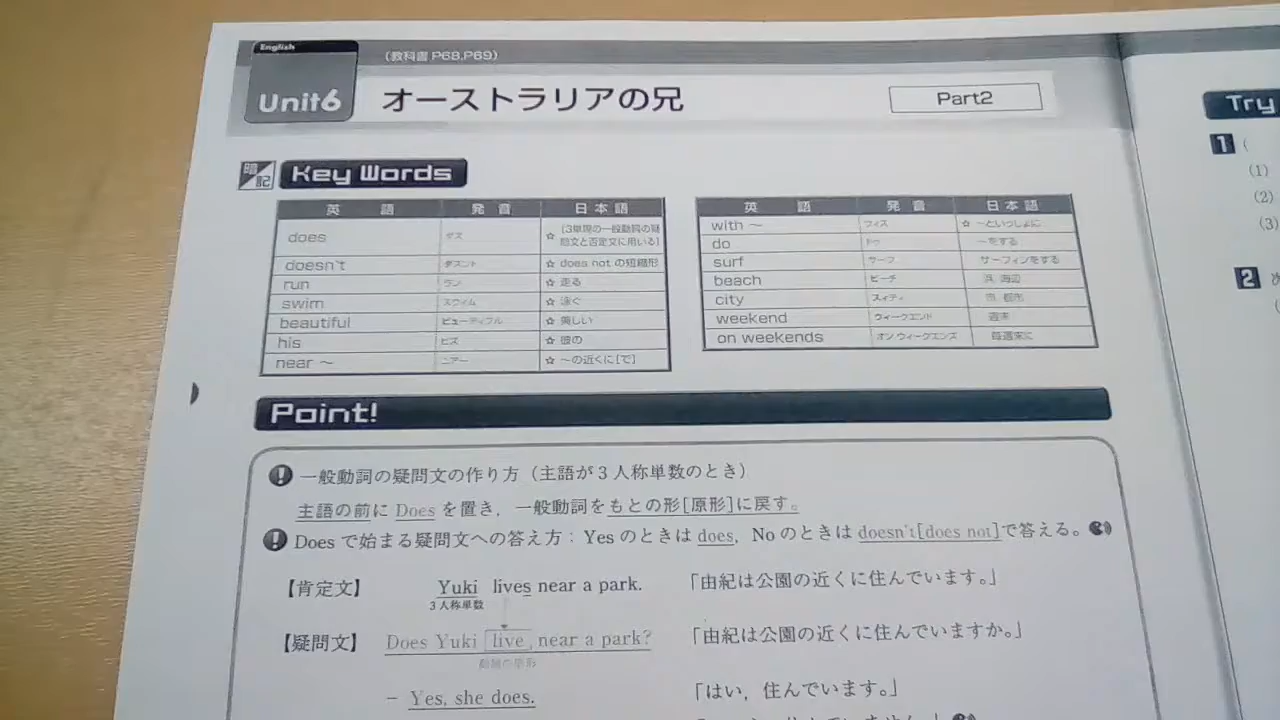 English
(教科書 P68,P69)
Unit6 オーストラリアの兄 Part2
暗記 Key Words
英語 発音 日本語
does ダズ ☆ [3単現の一般動詞の疑問文と否定文に用いる]
doesn't ダズント ☆ does not の短縮形
run ラン ☆ 走る
swim スウィム ☆ 泳ぐ
beautiful ビューティフル ☆ 美しい
his ヒズ ☆ 彼の
near ～ ニアー ☆ ～の近くに[で]
英語 発音 日本語
with ～ ウィズ ☆ ～といっしょに
do ドゥ ～をする
surf サーフ サーフィンをする
beach ビーチ 浜, 海辺
city スィティ 市, 都市
weekend ウィークエンド 週末
on weekends オン ウィークエンズ 毎週末に
Point!
一般動詞の疑問文の作り方（主語が3人称単数のとき）
主語の前に Does を置き，一般動詞をもとの形[原形]に戻す。
Does で始まる疑問文への答え方：Yes のときは does, No のときは doesn't[does not]で答える。
【肯定文】 Yuki lives near a park. 「由紀は公園の近くに住んでいます。」
3人称単数
【疑問文】 Does Yuki live near a park? 「由紀は公園の近くに住んでいますか。」
動詞の原形
− Yes, she does. 「はい，住んでいます。」
Try
1 (
(1)
(2)
(3)
2